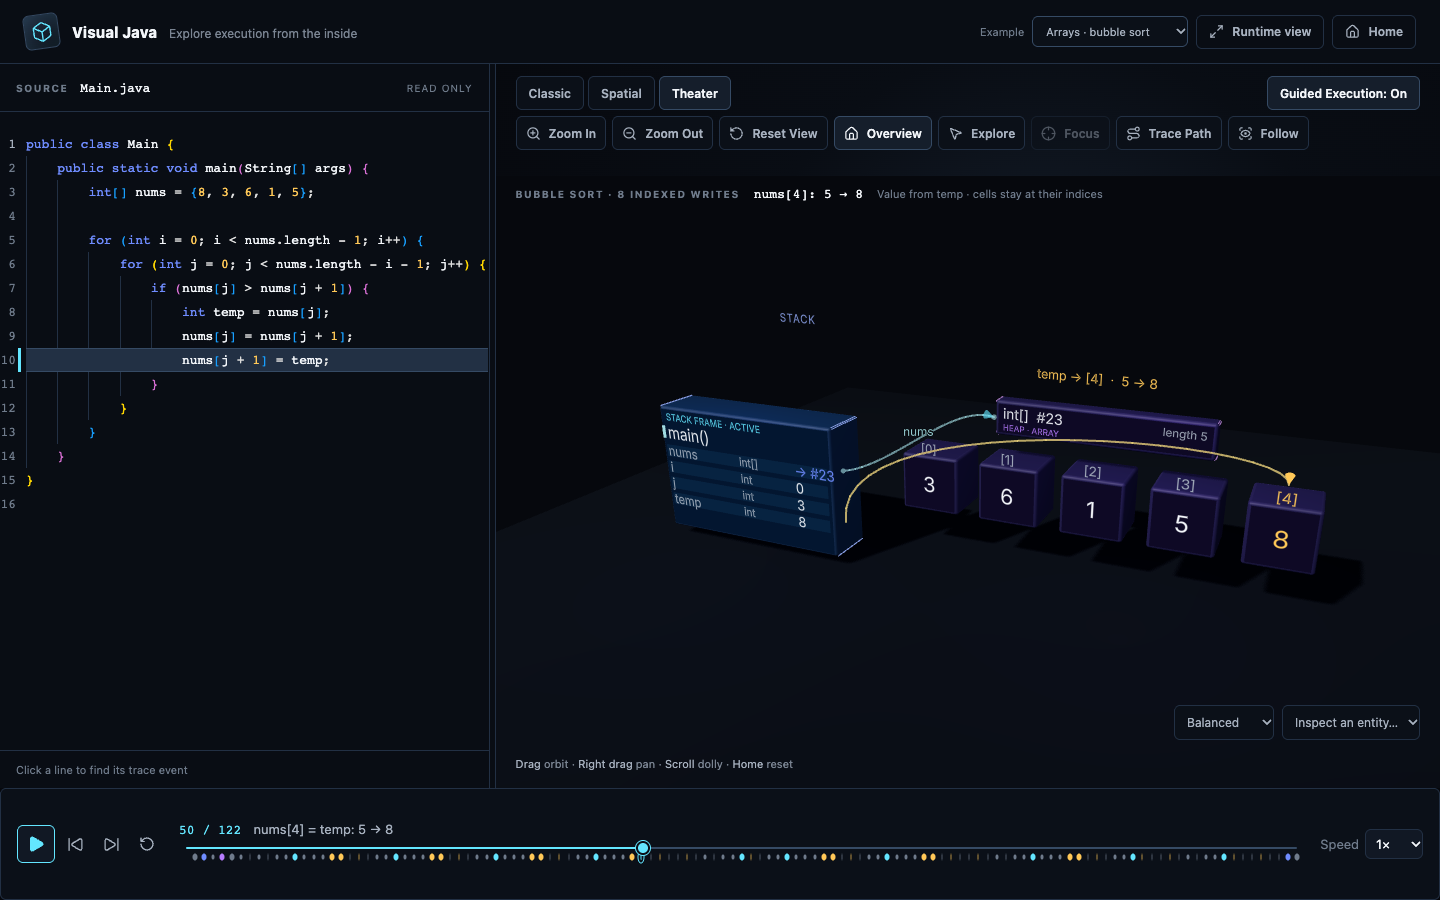 Visual Java Explore execution from the inside
Example Arrays · bubble sort Runtime view Home
SOURCE Main.java READ ONLY
1 public class Main {
2 public static void main(String[] args) {
3 int[] nums = {8, 3, 6, 1, 5};
4
5 for (int i = 0; i < nums.length - 1; i++) {
6 for (int j = 0; j < nums.length - i - 1; j++) {
7 if (nums[j] > nums[j + 1]) {
8 int temp = nums[j];
9 nums[j] = nums[j + 1];
10 nums[j + 1] = temp;
11 }
12 }
13 }
14 }
15 }
16
Click a line to find its trace event
Classic Spatial Theater Guided Execution: On
Zoom In Zoom Out Reset View Overview Explore Focus Trace Path Follow
BUBBLE SORT · 8 INDEXED WRITES nums[4]: 5 → 8 Value from temp · cells stay at their indices
STACK
temp → [4] · 5 → 8
STACK FRAME · ACTIVE
main()
nums int[] → #23
i int 0
j int 3
temp int 8
nums
int[] #23
HEAP · ARRAY length 5
[0] [1] [2] [3] [4]
3 6 1 5 8
Balanced Inspect an entity...
Drag orbit · Right drag pan · Scroll dolly · Home reset
50 / 122 nums[4] = temp: 5 → 8
Speed 1×